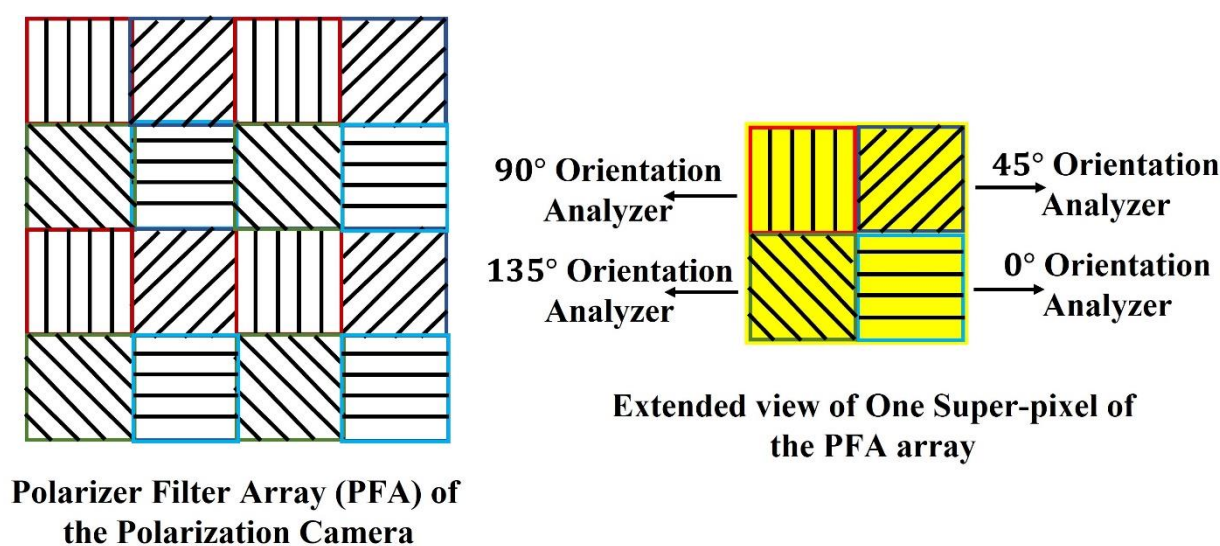 90° Orientation
Analyzer
45° Orientation
Analyzer
135° Orientation
Analyzer
0° Orientation
Analyzer
Extended view of One Super-pixel of
the PFA array
Polarizer Filter Array (PFA) of
the Polarization Camera